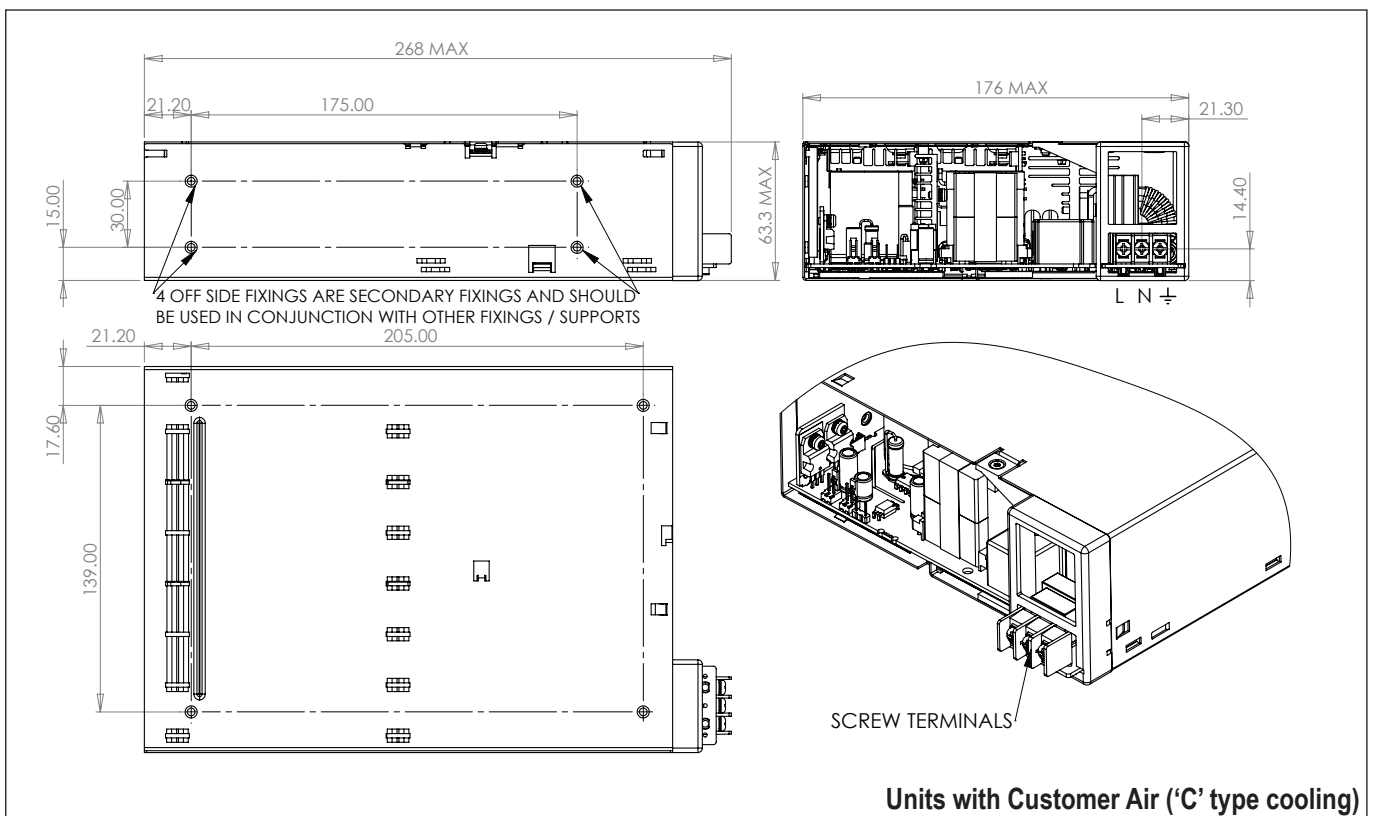 268 MAX
21.20
175.00
15.00
30.00
63.3 MAX
4 OFF SIDE FIXINGS ARE SECONDARY FIXINGS AND SHOULD
BE USED IN CONJUNCTION WITH OTHER FIXINGS / SUPPORTS
176 MAX
21.30
14.40
L N
21.20
205.00
17.60
139.00
SCREW TERMINALS
Units with Customer Air (‘C’ type cooling)